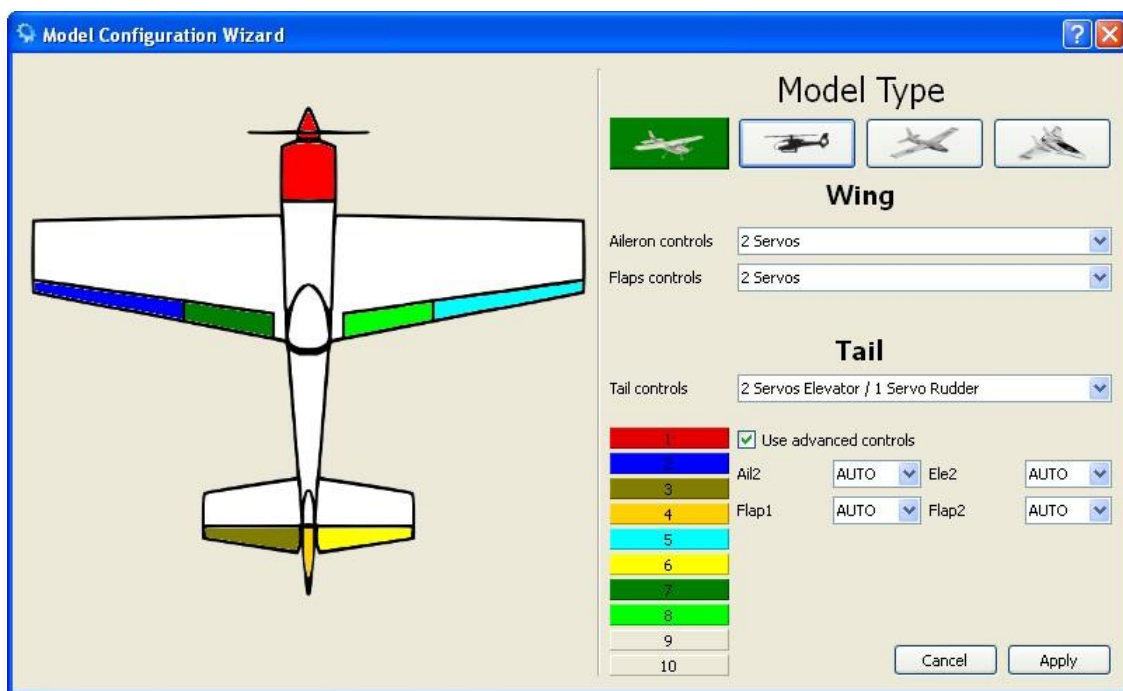 Model Configuration Wizard
Model Type
Wing
Aileron controls 2 Servos
Flaps controls 2 Servos
Tail
Tail controls 2 Servos Elevator / 1 Servo Rudder
1 Use advanced controls
2
Ail2 AUTO Ele2 AUTO
3
4 Flap1 AUTO Flap2 AUTO
5
6
7
8
9
10
Cancel Apply